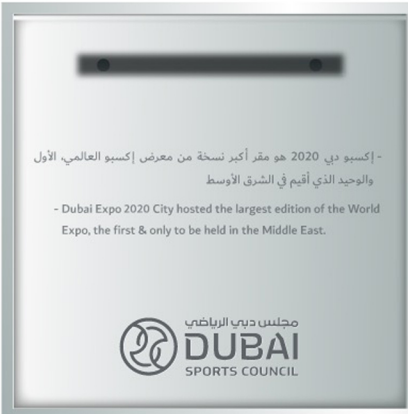 - إكسبو دبي 2020 هو مقر أكبر نسخة من معرض إكسبو العالمي، الأول
والوحيد الذي أقيم في الشرق الأوسط
- Dubai Expo 2020 City hosted the largest edition of the World
Expo, the first & only to be held in the Middle East.
مجلس دبي الرياضي
DUBAI
SPORTS COUNCIL